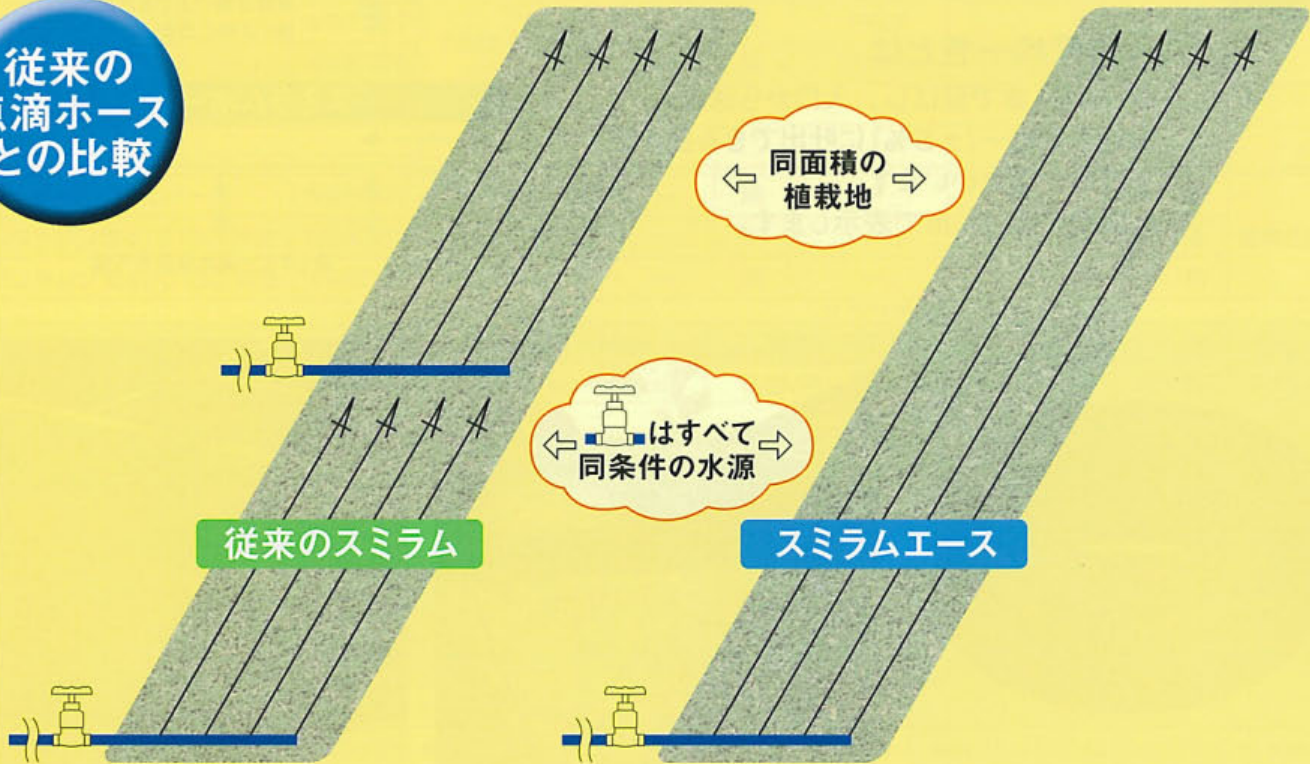 従来の
点滴ホース
との比較
同面積の
植栽地
はすべて
同条件の水源
従来のスミラム
スミラムエース